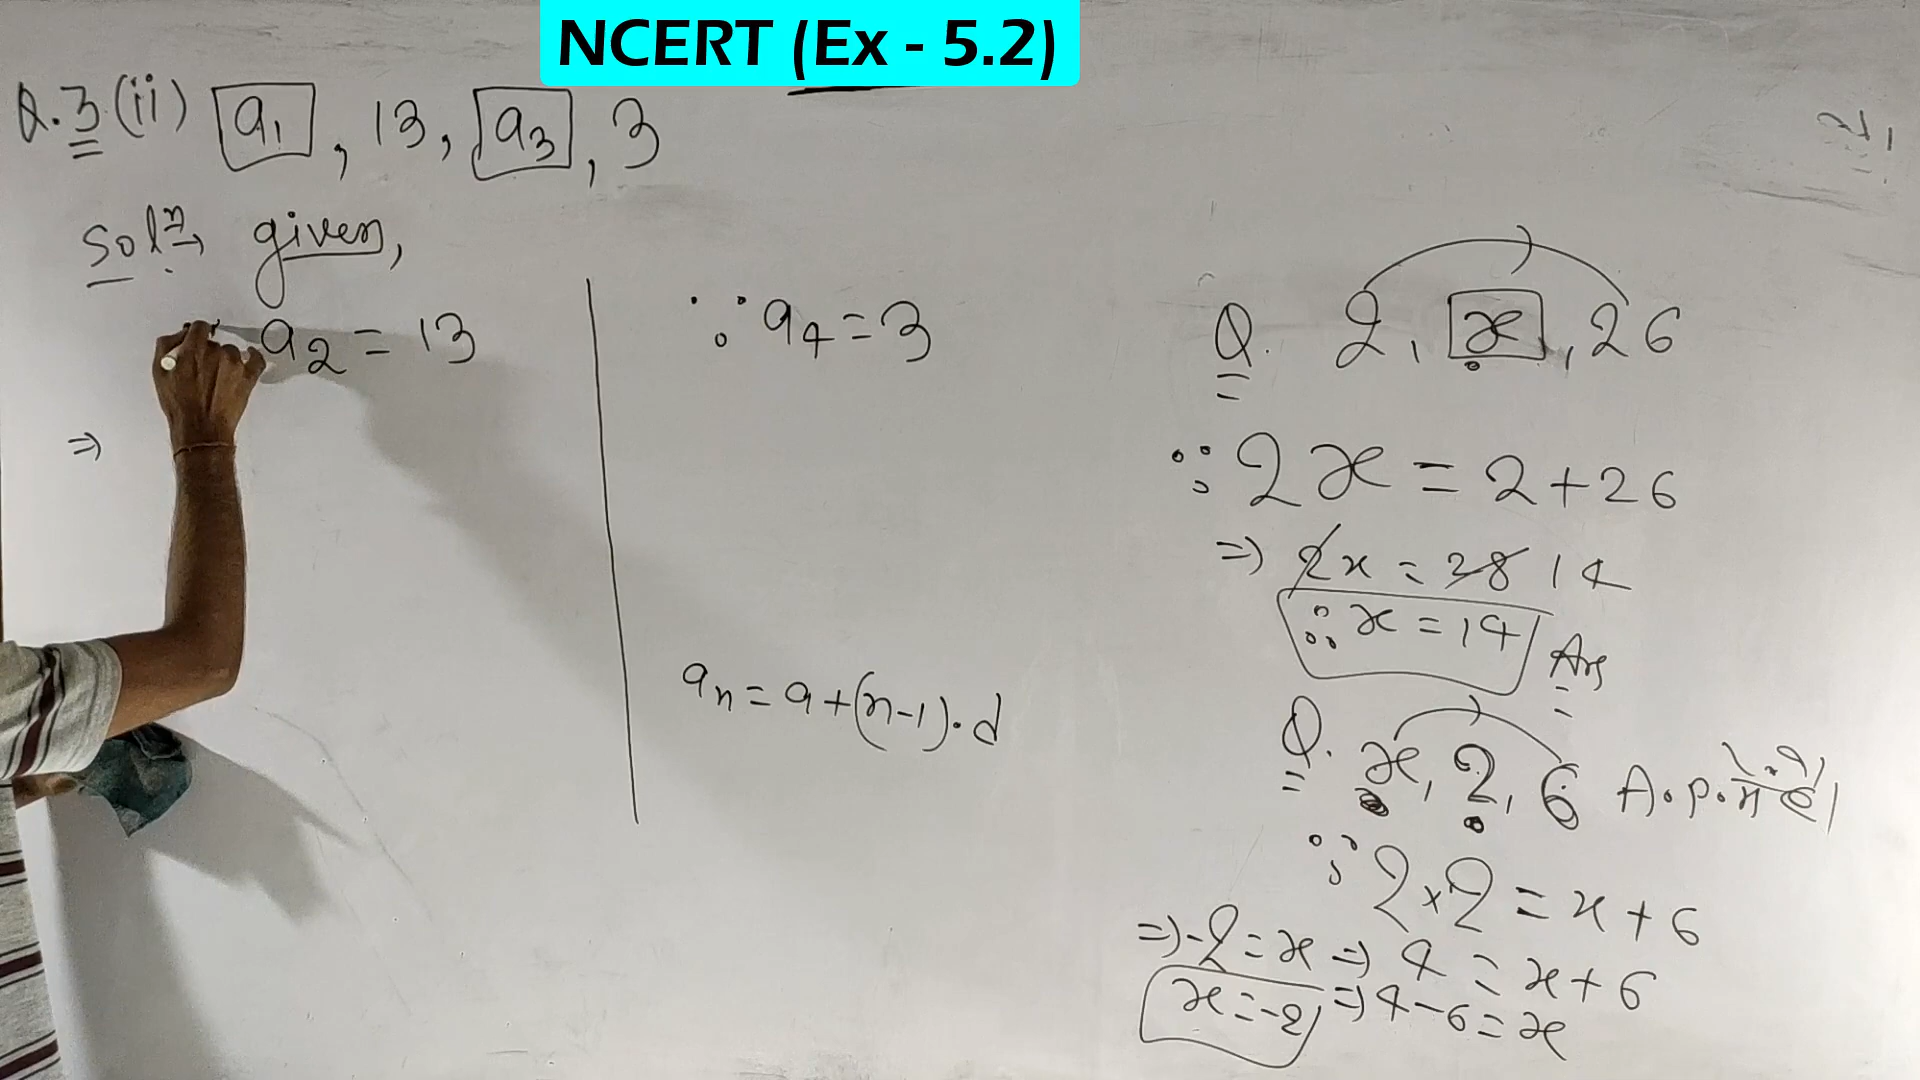 NCERT (Ex - 5.2)
Q.3(ii) a₁, 13, a₃, 3
Solⁿ→ given,
a₂ = 13
⇒
∵ a₄ = 3
aₙ = a + (n-1)·d
Q. 2, x, 26
∵ 2x = 2+26
⇒ 2x = 28 14
∴ x = 14 Ans
Q. x, 2, 6 A.P.
∵ 2×2 = x+6
⇒ 4 = x+6
⇒ 4-6 = x
⇒ -2 = x
x = -2